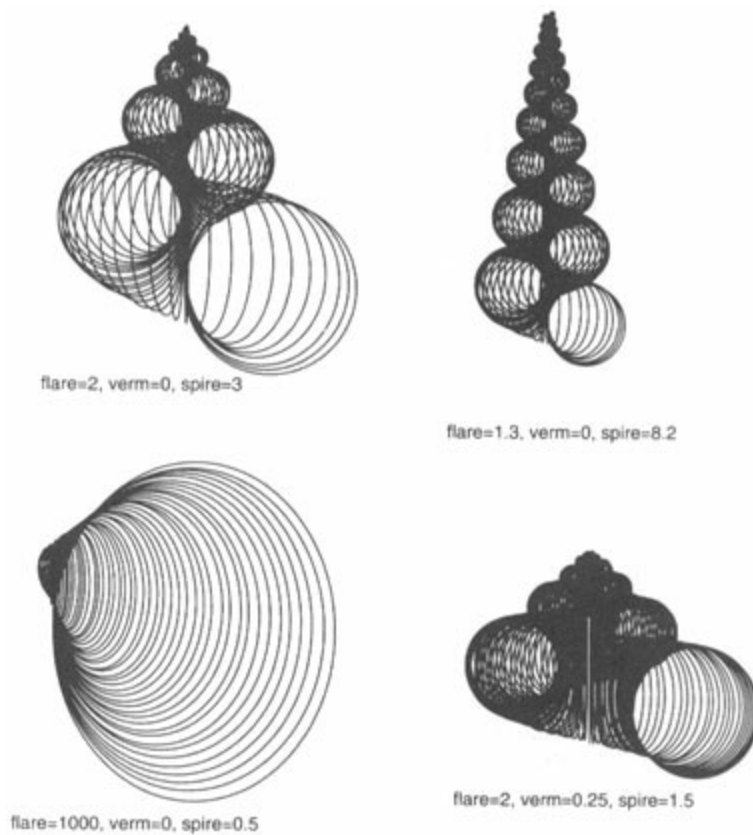 flare=2, verm=0, spire=3
flare=1.3, verm=0, spire=8.2
flare=1000, verm=0, spire=0.5
flare=2, verm=0.25, spire=1.5